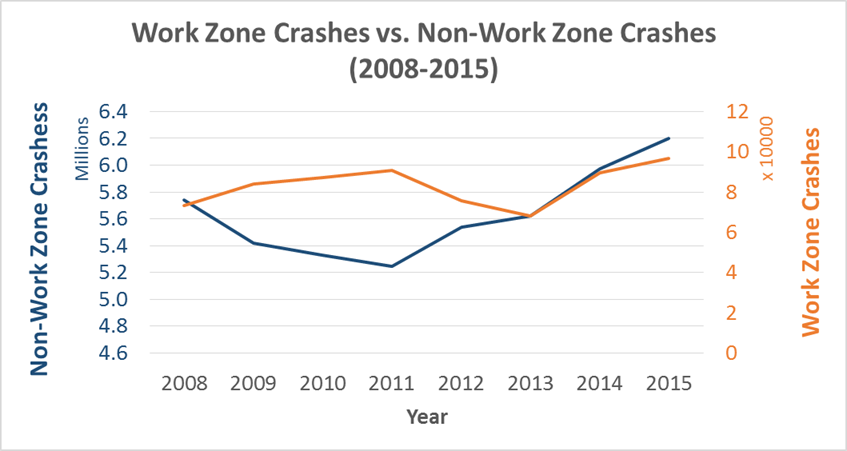 Work Zone Crashes vs. Non-Work Zone Crashes
(2008-2015)
Non-Work Zone Crashess
Millions
6.4
6.2
6.0
5.8
5.6
5.4
5.2
5.0
4.8
4.6
12
10
8
6
4
2
0
x 10000
Work Zone Crashes
2008 2009 2010 2011 2012 2013 2014 2015
Year